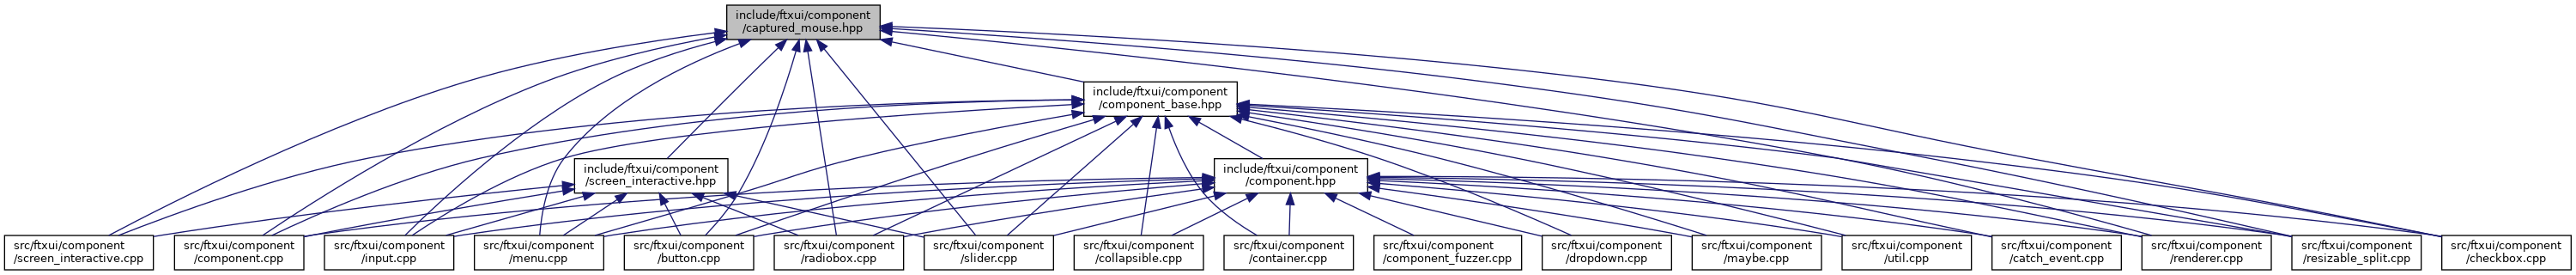 include/ftxui/component
/captured_mouse.hpp
include/ftxui/component
/component_base.hpp
include/ftxui/component
/screen_interactive.hpp
include/ftxui/component
/component.hpp
src/ftxui/component
/screen_interactive.cpp
src/ftxui/component
/component.cpp
src/ftxui/component
/input.cpp
src/ftxui/component
/menu.cpp
src/ftxui/component
/button.cpp
src/ftxui/component
/radiobox.cpp
src/ftxui/component
/slider.cpp
src/ftxui/component
/collapsible.cpp
src/ftxui/component
/container.cpp
src/ftxui/component
/component_fuzzer.cpp
src/ftxui/component
/dropdown.cpp
src/ftxui/component
/maybe.cpp
src/ftxui/component
/util.cpp
src/ftxui/component
/catch_event.cpp
src/ftxui/component
/renderer.cpp
src/ftxui/component
/resizable_split.cpp
src/ftxui/component
/checkbox.cpp